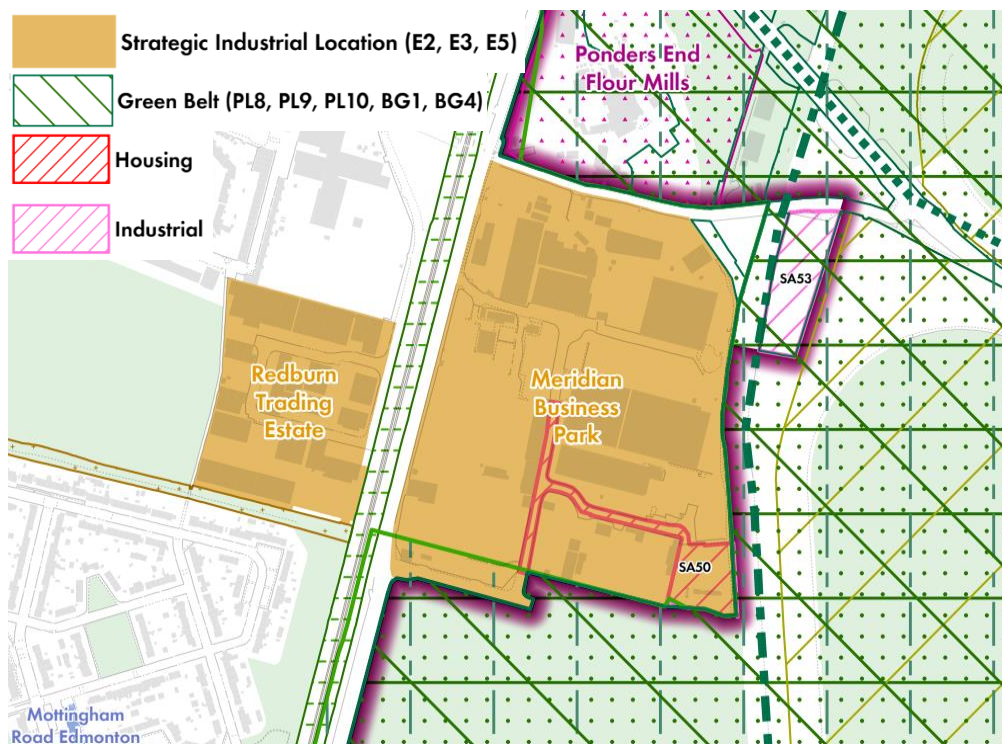 Strategic Industrial Location (E2, E3, E5)
Green Belt (PL8, PL9, PL10, BG1, BG4)
Housing
Industrial
Ponders End
Flour Mills
SA53
Redburn
Trading
Estate
Meridian
Business
Park
SA50
Mottingham
Road Edmonton